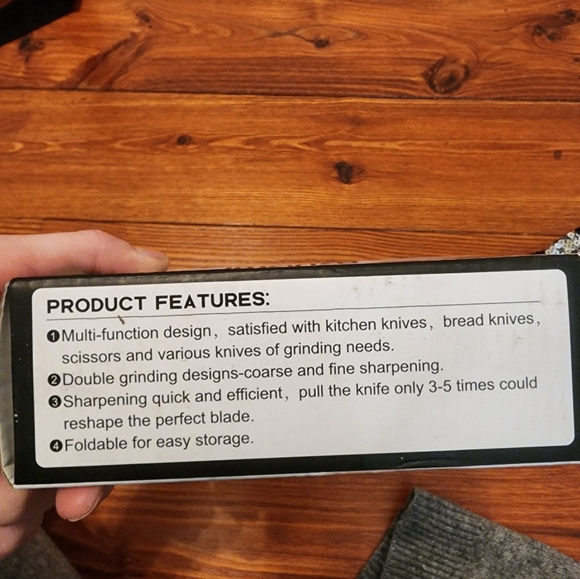 PRODUCT FEATURES:
❶Multi-function design, satisfied with kitchen knives, bread knives,
scissors and various knives of grinding needs.
❷Double grinding designs-coarse and fine sharpening.
❸Sharpening quick and efficient, pull the knife only 3-5 times could
reshape the perfect blade.
❹Foldable for easy storage.